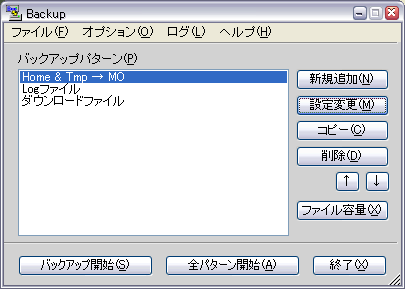 Backup
ファイル(F) オプション(O) ログ(L) ヘルプ(H)
バックアップパターン(P)
Home & Tmp → MO
Logファイル
ダウンロードファイル
新規追加(N)
設定変更(M)
コピー(C)
削除(D)
↑ ↓
ファイル容量(X)
バックアップ開始(S) 全パターン開始(A) 終了(X)